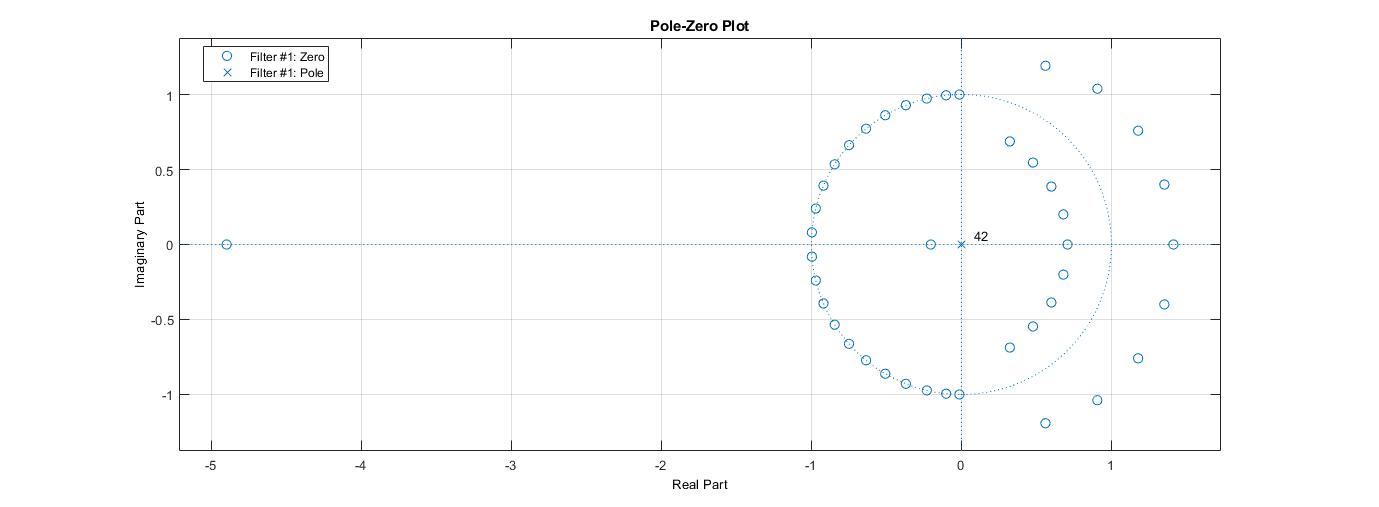 Pole-Zero Plot
Filter #1: Zero
Filter #1: Pole
1
0.5
0
-0.5
-1
Imaginary Part
42
-5 -4 -3 -2 -1 0 1
Real Part